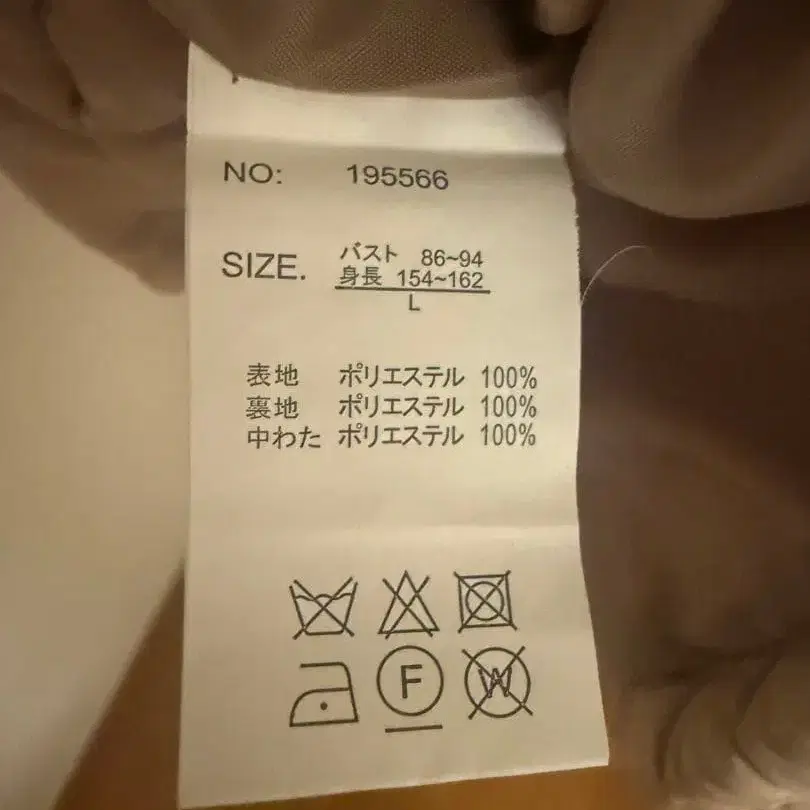 NO: 195566
SIZE. バスト 86~94
身長 154~162
L
表地 ポリエステル 100%
裏地 ポリエステル 100%
中わた ポリエステル 100%
F W